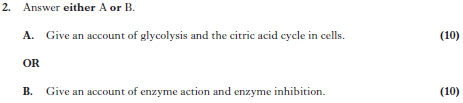 2. Answer either A or B.
A. Give an account of glycolysis and the citric acid cycle in cells. (10)
OR
B. Give an account of enzyme action and enzyme inhibition. (10)